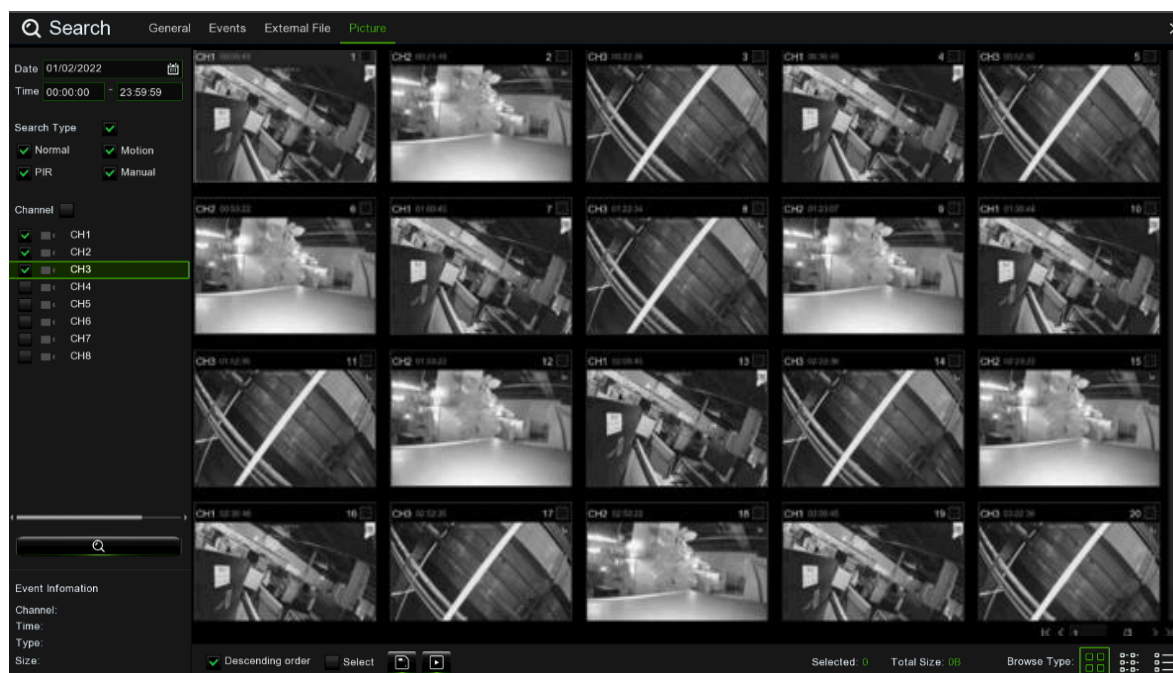 Search General Events External File Picture
Date 01/02/2022
Time 00:00:00 ~ 23:59:59
Search Type
Normal Motion
PIR Manual
Channel
CH1
CH2
CH3
CH4
CH5
CH6
CH7
CH8
Event Infomation
Channel:
Time:
Type:
Size:
CH1 1 CH2 2 CH3 3 CH1 4 CH3 5
CH2 6 CH1 7 CH3 8 CH2 9 CH1 10
CH3 11 CH2 12 CH1 13 CH3 14 CH2 15
CH1 16 CH3 17 CH2 18 CH1 19 CH3 20
Descending order Select Selected: 0 Total Size: 0B Browse Type: